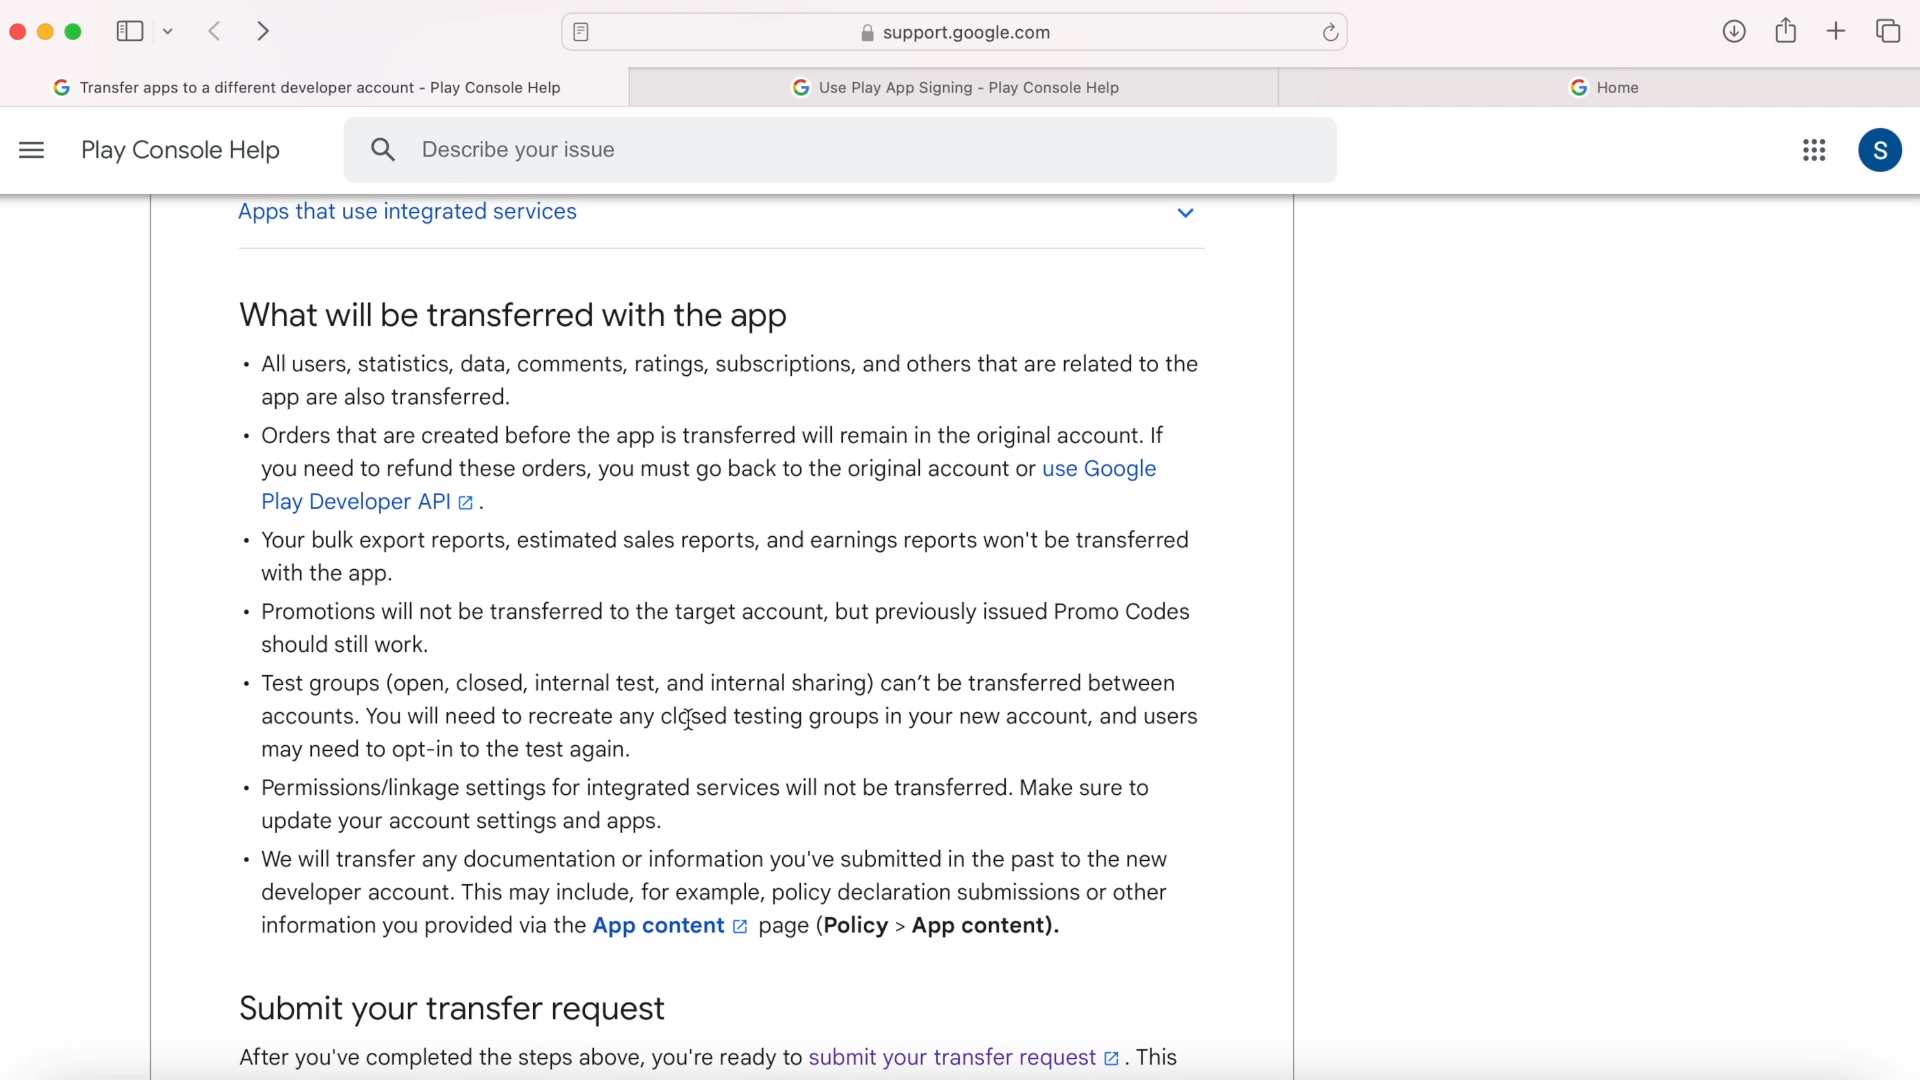 support.google.com
Transfer apps to a different developer account - Play Console Help
Use Play App Signing - Play Console Help
Home
Play Console Help
Describe your issue
S
Apps that use integrated services
What will be transferred with the app
• All users, statistics, data, comments, ratings, subscriptions, and others that are related to the
app are also transferred.
• Orders that are created before the app is transferred will remain in the original account. If
you need to refund these orders, you must go back to the original account or use Google
Play Developer API .
• Your bulk export reports, estimated sales reports, and earnings reports won't be transferred
with the app.
• Promotions will not be transferred to the target account, but previously issued Promo Codes
should still work.
• Test groups (open, closed, internal test, and internal sharing) can’t be transferred between
accounts. You will need to recreate any closed testing groups in your new account, and users
may need to opt-in to the test again.
• Permissions/linkage settings for integrated services will not be transferred. Make sure to
update your account settings and apps.
• We will transfer any documentation or information you've submitted in the past to the new
developer account. This may include, for example, policy declaration submissions or other
information you provided via the App content page (Policy > App content).
Submit your transfer request
After you've completed the steps above, you're ready to submit your transfer request . This